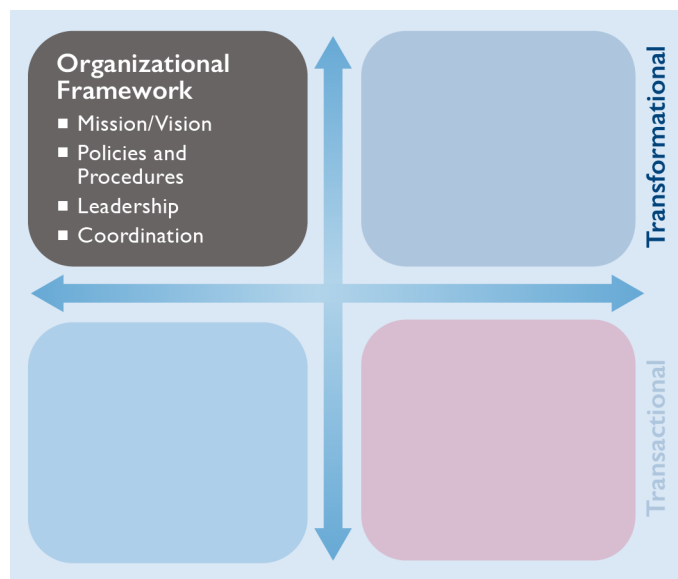 Organizational
Framework
▪ Mission/Vision
▪ Policies and
Procedures
▪ Leadership
▪ Coordination
Transformational
Transactional